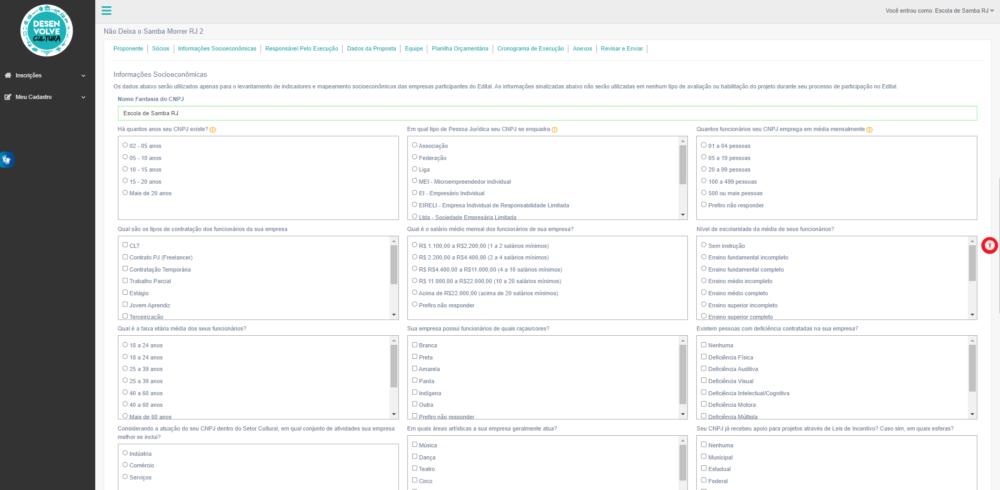 DESEN
VOLVE
CULTURA
Você entrou como: Escola de Samba RJ
Inscrições
Meu Cadastro
Não Deixa o Samba Morrer RJ 2
Proponente
Sócios
Informações Socioeconômicas
Responsável Pelo Execução
Dados da Proposta
Equipe
Planilha Orçamentária
Cronograma de Execução
Anexos
Revisar e Enviar
Informações Socioeconômicas
Os dados abaixo serão utilizados apenas para o levantamento de indicadores e mapeamento socioeconômicos das empresas participantes do Edital. As informações sinalizadas abaixo não serão utilizadas em nenhum tipo de avaliação ou habilitação do projeto durante seu processo de participação no Edital.
Nome Fantasia do CNPJ
Escola de Samba RJ
Há quantos anos seu CNPJ existe?
02 - 05 anos
05 - 10 anos
10 - 15 anos
15 - 20 anos
Mais de 20 anos
Em qual tipo de Pessoa Jurídica seu CNPJ se enquadra
Associação
Federação
Liga
MEI - Microempreendedor individual
EI - Empresário Individual
EIRELI - Empresa Individual de Responsabilidade Limitada
Ltda - Sociedade Empresária Limitada
Quantos funcionários seu CNPJ emprega em média mensalmente
01 a 04 pessoas
05 a 19 pessoas
20 a 99 pessoas
100 a 499 pessoas
500 ou mais pessoas
Prefiro não responder
Qual são os tipos de contratação dos funcionários da sua empresa
CLT
Contrato PJ (Freelancer)
Contratação Temporária
Trabalho Parcial
Estágio
Jovem Aprendiz
Terceirização
Qual é o salário médio mensal dos funcionários de sua empresa?
R$ 1.100,00 a R$2.200,00 (1 a 2 salários mínimos)
R$ 2.200,00 a R$4.400,00 (2 a 4 salários mínimos)
R$ R$4.400,00 a R$11.000,00 (4 a 10 salários mínimos)
R$ 11.000,00 a R$22.000,00 (10 a 20 salários mínimos)
Acima de R$22.000,00 (acima de 20 salários mínimos)
Prefiro não responder
Nível de escolaridade da média de seus funcionários?
Sem instrução
Ensino fundamental incompleto
Ensino fundamental completo
Ensino médio incompleto
Ensino médio completo
Ensino superior incompleto
Ensino superior completo
Qual é a faixa etária média dos seus funcionários?
18 a 24 anos
18 a 24 anos
25 a 39 anos
25 a 39 anos
40 a 60 anos
40 a 60 anos
Mais de 60 anos
Sua empresa possui funcionários de quais raças/cores?
Branca
Preta
Amarela
Parda
Indígena
Outra
Prefiro não responder
Existem pessoas com deficiência contratadas na sua empresa?
Nenhuma
Deficiência Física
Deficiência Auditiva
Deficiência Visual
Deficiência Intelectual/Cognitiva
Deficiência Motora
Deficiência Múltipla
Considerando a atuação do seu CNPJ dentro do Setor Cultural, em qual conjunto de atividades sua empresa
melhor se inclui?
Indústria
Comércio
Serviços
Em quais áreas artísticas a sua empresa geralmente atua?
Música
Dança
Teatro
Circo
Seu CNPJ já recebeu apoio para projetos através de Leis de Incentivo? Caso sim, em quais esferas?
Nenhuma
Municipal
Estadual
Federal